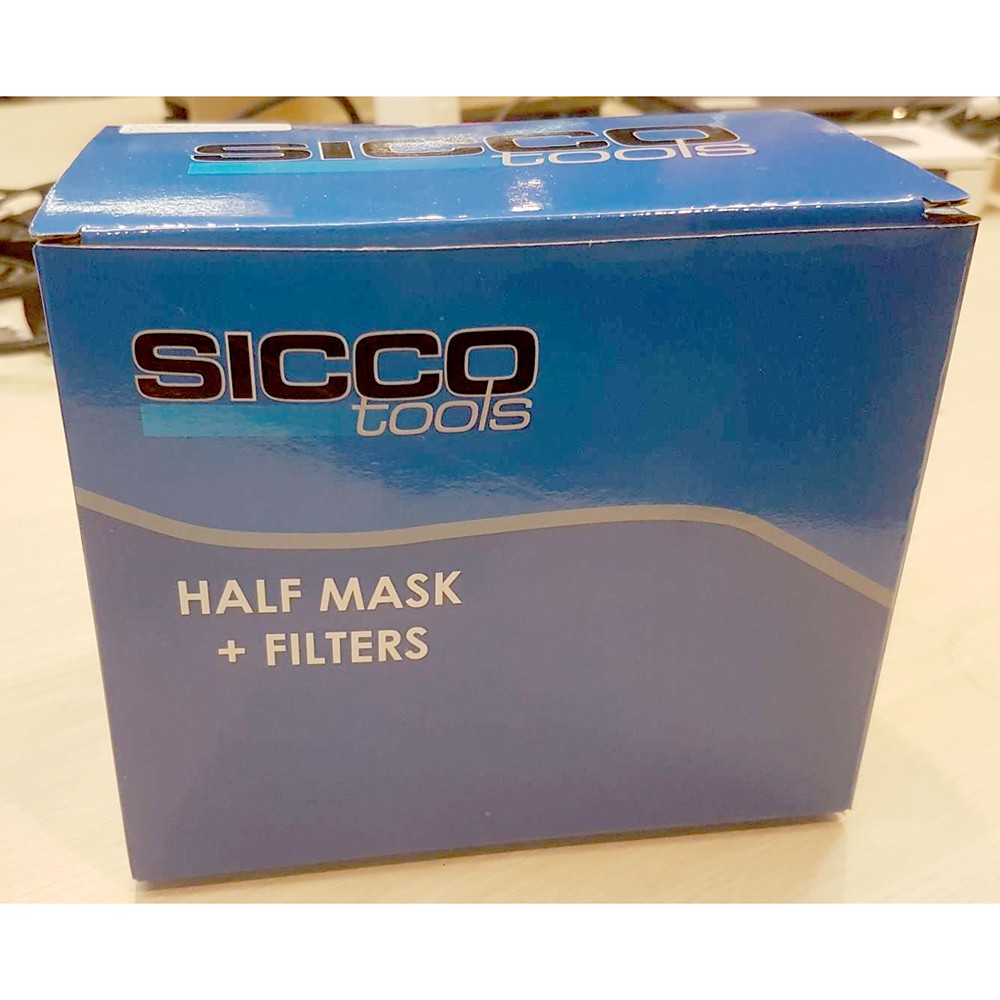 SICCO
tools
SICCO
tools
HALF MASK
+ FILTERS